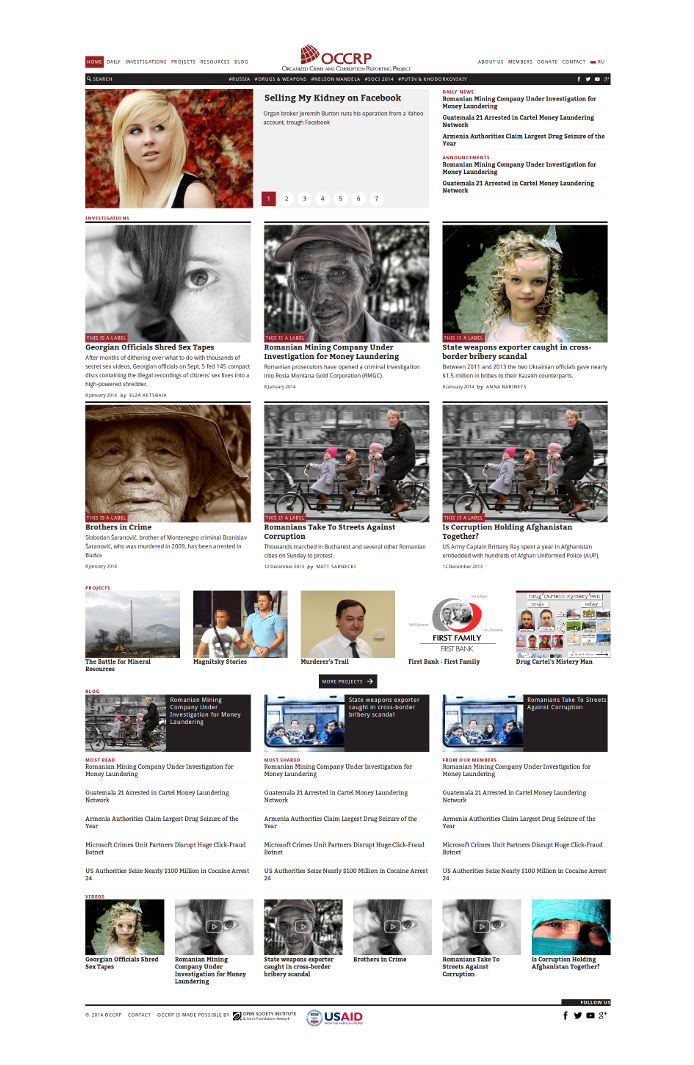 OCCRP
ORGANIZED CRIME AND CORRUPTION REPORTING PROJECT
HOME DAILY INVESTIGATIONS PROJECTS RESOURCES BLOG
ABOUT US MEMBERS DONATE CONTACT RU
SEARCH #RUSSIA #DRUGS & WEAPONS #NELSON MANDELA #SOCI 2014 #PUTIN & KHODORKOVSKIY
Selling My Kidney on Facebook
Organ broker Jeremih Burton runs his operation from a Yahoo
account, trough Facebook
1 2 3 4 5 6 7
DAILY NEWS
Romanian Mining Company Under Investigation for
Money Laundering
Guatemala 21 Arrested in Cartel Money Laundering
Network
Armenia Authorities Claim Largest Drug Seizure of the
Year
ANNOUNCEMENTS
Romanian Mining Company Under Investigation for
Money Laundering
Guatemala 21 Arrested in Cartel Money Laundering
Network
INVESTIGATIONS
THIS IS A LABEL
Georgian Officials Shred Sex Tapes
After months of dithering over what to do with thousands of
secret sex videos, Georgian officials on Sept, 5 fed 145 compact
discs containing the illegal recordings of citizens' sex lives into a
high-powered shredder.
8 January 2014 by ELZA KETSBAIA
THIS IS A LABEL
Romanian Mining Company Under
Investigation for Money Laundering
Romanian prosecutors have opened a criminal investigation
into Rosia Montana Gold Corporation (RMGC).
8 January 2014
THIS IS A LABEL
State weapons exporter caught in cross-
border bribery scandal
Between 2011 and 2013 the two Ukrainian officials gave nearly
$1.5 million in bribes to their Kazakh counterparts.
8 January 2014 by ANNA BABINETS
THIS IS A LABEL
Brothers in Crime
Slobodan Šaranović, brother of Montenegro criminal Branislav
Šaranović, who was murdered in 2009, has been arrested in
Budva
8 January 2014
THIS IS A LABEL
Romanians Take To Streets Against
Corruption
Thousands marched in Bucharest and several other Romanian
cities on Sunday to protest.
12 December 2013 by MATT SARNECKI
THIS IS A LABEL
Is Corruption Holding Afghanistan
Together?
US Army Captain Brittany Ray spent a year in Afghanistan
embedded with hundreds of Afghan Uniformed Police (AUP).
12 December 2013
PROJECTS
The Battle for Mineral
Resources
Magnitsky Stories
Murderer's Trail
FIRST FAMILY
FIRST BANK
First Bank - First Family
Drug Cartel's Mystery Man
Drug Cartel's Mistery Man
MORE PROJECTS
BLOG
Romanian Mining
Company Under
Investigation for Money
Laundering
State weapons exporter
caught in cross-border
bribery scandal
Romanians Take To Streets
Against Corruption
MOST READ
Romanian Mining Company Under Investigation for
Money Laundering
Guatemala 21 Arrested in Cartel Money Laundering
Network
Armenia Authorities Claim Largest Drug Seizure of the
Year
Microsoft Crimes Unit Partners Disrupt Huge Click-Fraud
Botnet
US Authorities Seize Nearly $100 Million in Cocaine Arrest
24
MOST SHARED
Romanian Mining Company Under Investigation for
Money Laundering
Guatemala 21 Arrested in Cartel Money Laundering
Network
Armenia Authorities Claim Largest Drug Seizure of the
Year
Microsoft Crimes Unit Partners Disrupt Huge Click-Fraud
Botnet
US Authorities Seize Nearly $100 Million in Cocaine Arrest
24
FROM OUR MEMBERS
Romanian Mining Company Under Investigation for
Money Laundering
Guatemala 21 Arrested in Cartel Money Laundering
Network
Armenia Authorities Claim Largest Drug Seizure of the
Year
Microsoft Crimes Unit Partners Disrupt Huge Click-Fraud
Botnet
US Authorities Seize Nearly $100 Million in Cocaine Arrest
24
VIDEOS
Georgian Officials Shred
Sex Tapes
Romanian Mining
Company Under
Investigation for Money
Laundering
State weapons exporter
caught in cross-border
bribery scandal
Brothers in Crime
Romanians Take To
Streets Against
Corruption
Is Corruption Holding
Afghanistan Together?
FOLLOW US
© 2014 OCCRP CONTACT OCCRP IS MADE POSSIBLE BY
OPEN SOCIETY INSTITUTE
& Soros Foundations Network
USAID
FROM THE AMERICAN PEOPLE